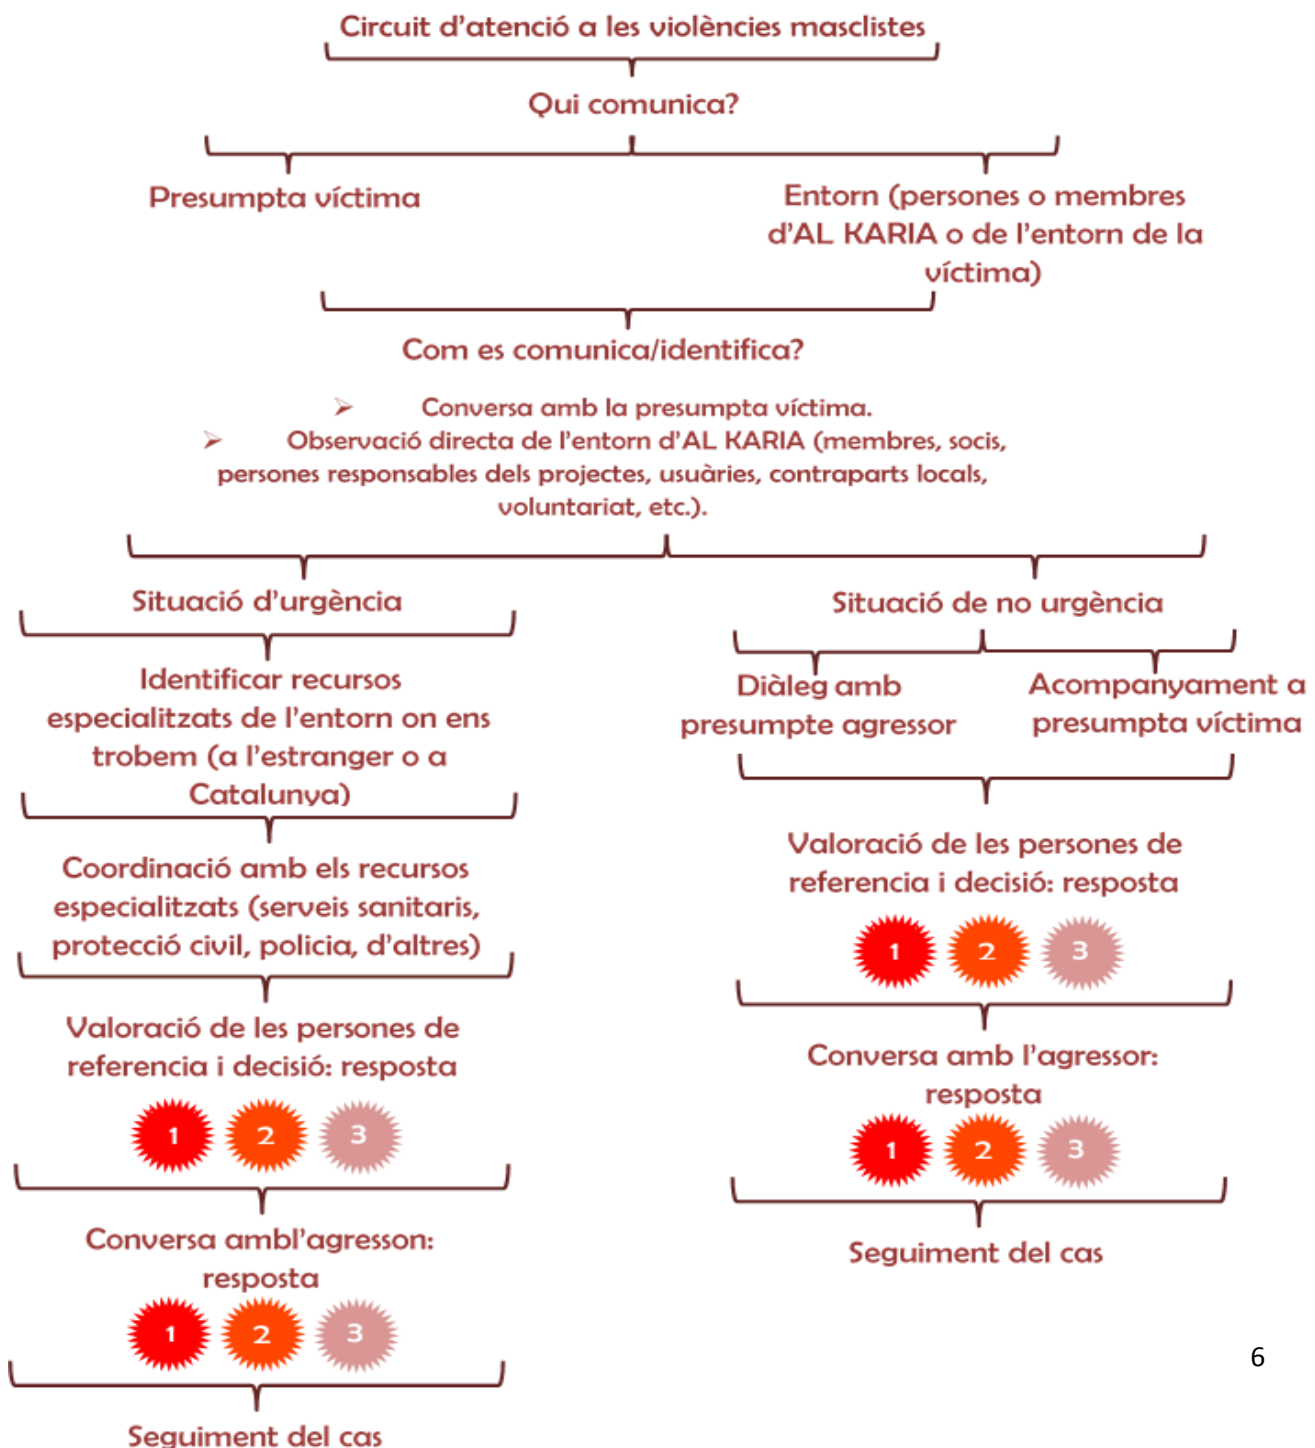 Circuit d'atenció a les violències masclistes
Qui comunica?
Presumpta víctima
Entorn (persones o membres
d'AL KARIA o de l'entorn de la
víctima)
Com es comunica/identifica?
➢ Conversa amb la presumpta víctima.
➢ Observació directa de l'entorn d'AL KARIA (membres, socis,
persones responsables dels projectes, usuàries, contraparts locals,
voluntariat, etc.).
Situació d'urgència
Identificar recursos
especialitzats de l'entorn on ens
trobem (a l'estranger o a
Catalunya)
Coordinació amb els recursos
especialitzats (serveis sanitaris,
protecció civil, policia, d'altres)
Valoració de les persones de
referencia i decisió: resposta
1 2 3
Conversa ambl'agresson:
resposta
1 2 3
Seguiment del cas
Situació de no urgència
Diàleg amb
presumpte agressor
Acompanyament a
presumpta víctima
Valoració de les persones de
referencia i decisió: resposta
1 2 3
Conversa amb l'agressor:
resposta
1 2 3
Seguiment del cas
6